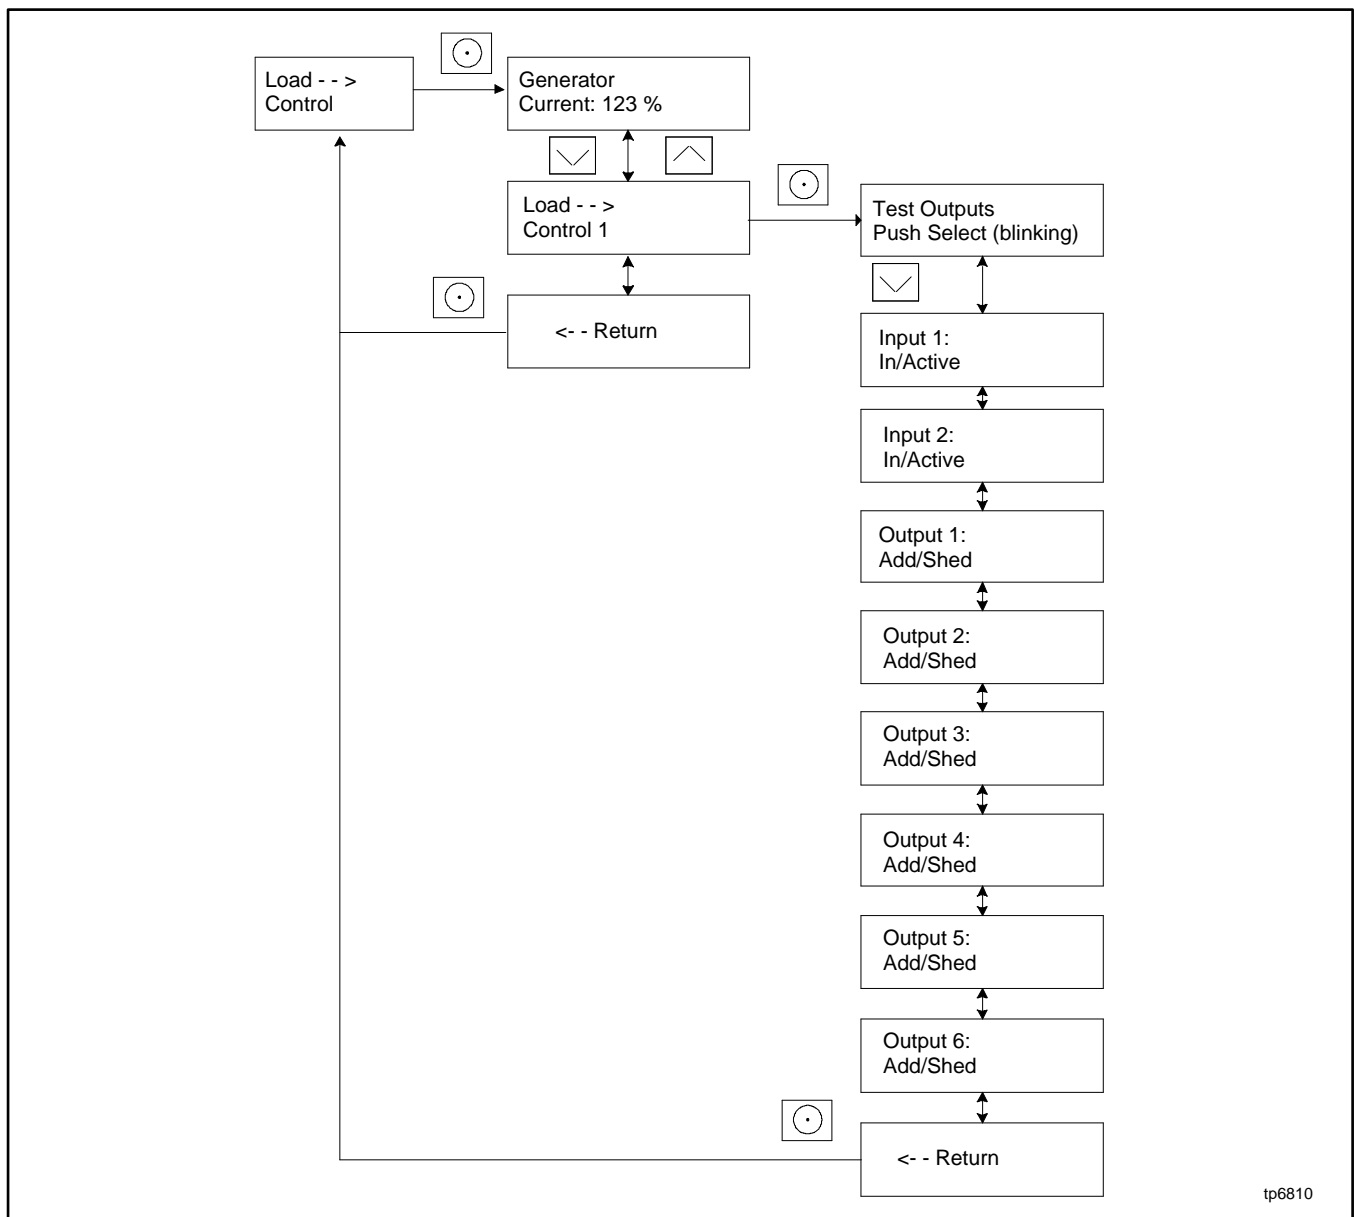 Load - - >
Control
Generator
Current: 123 %
Load - - >
Control 1
<- - Return
Test Outputs
Push Select (blinking)
Input 1:
In/Active
Input 2:
In/Active
Output 1:
Add/Shed
Output 2:
Add/Shed
Output 3:
Add/Shed
Output 4:
Add/Shed
Output 5:
Add/Shed
Output 6:
Add/Shed
<- - Return
tp6810